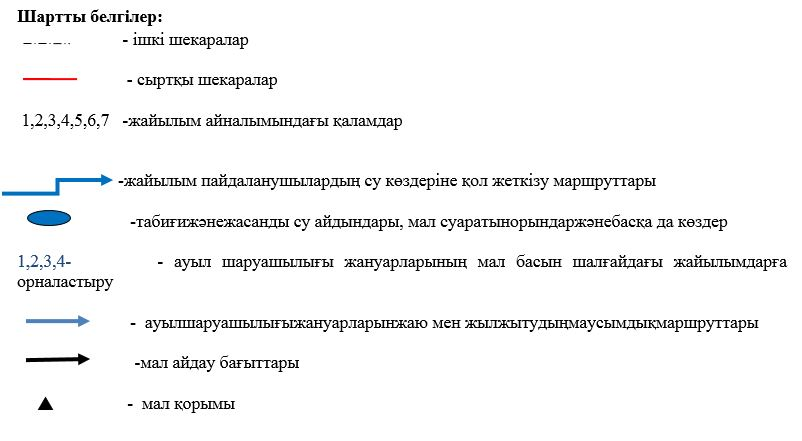 Шартты белгілер:
- ішкі шекаралар
- сыртқы шекаралар
1,2,3,4,5,6,7 -жайылым айналымындағы қаламдар
-жайылым пайдаланушылардың су көздеріне қол жеткізу маршруттары
-табиғижәнежасанды су айдындары, мал суаратынорындаржәнебасқа да көздер
1,2,3,4- - ауыл шаруашылығы жануарларының мал басын шалғайдағы жайылымдарға
орналастыру
- ауылшаруашылығыжануарларынжаю мен жылжытудыңмаусымдықмаршруттары
-мал айдау бағыттары
- мал қорымы